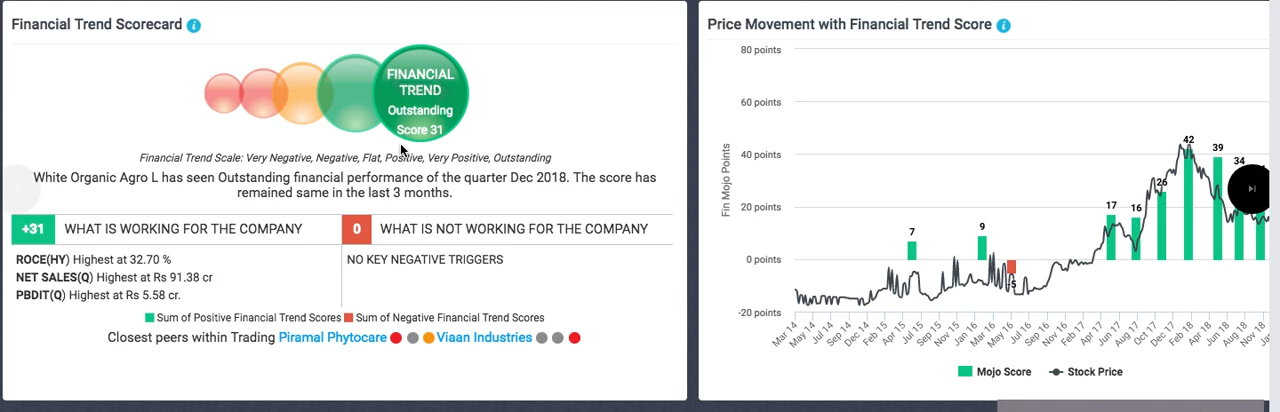 Financial Trend Scorecard i
FINANCIAL
TREND
Outstanding
Score 31
Financial Trend Scale: Very Negative, Negative, Flat, Positive, Very Positive, Outstanding
White Organic Agro L has seen Outstanding financial performance of the quarter Dec 2018. The score has
remained same in the last 3 months.
+31 WHAT IS WORKING FOR THE COMPANY
0 WHAT IS NOT WORKING FOR THE COMPANY
ROCE(HY) Highest at 32.70 %
NET SALES(Q) Highest at Rs 91.38 cr
PBDIT(Q) Highest at Rs 5.58 cr.
NO KEY NEGATIVE TRIGGERS
Sum of Positive Financial Trend Scores Sum of Negative Financial Trend Scores
Closest peers within Trading Piramal Phytocare Viaan Industries
Price Movement with Financial Trend Score i
80 points
60 points
40 points
20 points
0 points
-20 points
Fin Mojo Points
7
9
-5
17
16
26
42
39
34
Mar 14
May 14
Jul 14
Sep 14
Dec 14
Feb 15
Apr 15
Jun 15
Sep 15
Nov 15
Jan 16
Mar 16
May 16
Jul 16
Sep 16
Dec 16
Feb 17
Apr 17
Jun 17
Aug 17
Oct 17
Dec 17
Feb 18
Apr 18
Jun 18
Aug 18
Nov 18
Mojo Score Stock Price